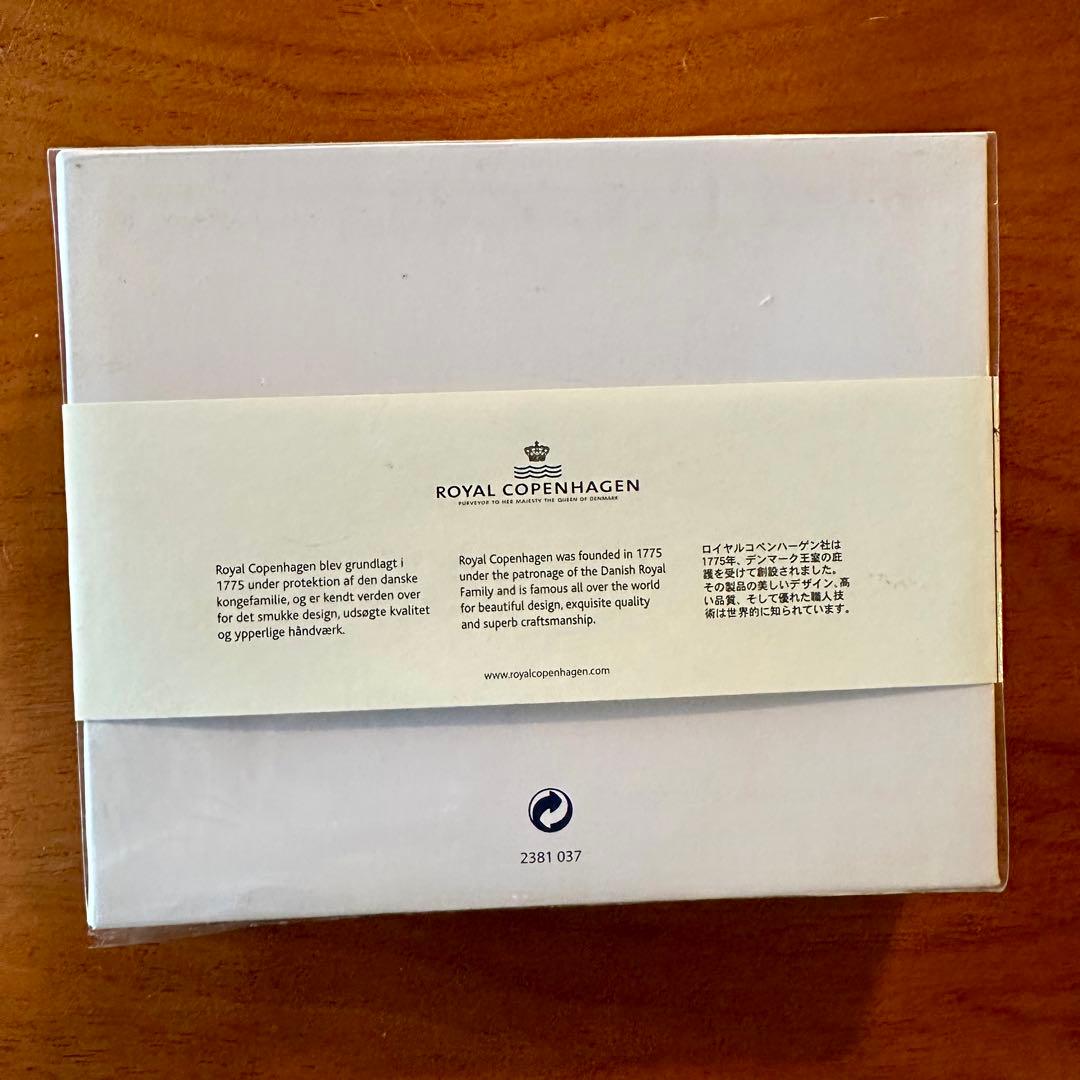 ROYAL COPENHAGEN
PURVEYOR TO HER MAJESTY THE QUEEN OF DENMARK
Royal Copenhagen blev grundlagt i
1775 under protektion af den danske
kongefamilie, og er kendt verden over
for det smukke design, udsøgte kvalitet
og ypperlige håndværk.
Royal Copenhagen was founded in 1775
under the patronage of the Danish Royal
Family and is famous all over the world
for beautiful design, exquisite quality
and superb craftsmanship.
ロイヤルコペンハーゲン社は
1775年、デンマーク王室の庇
護を受けて創設されました。
その製品の美しいデザイン、高
い品質、そして優れた職人技
術は世界的に知られています。
www.royalcopenhagen.com
2381 037